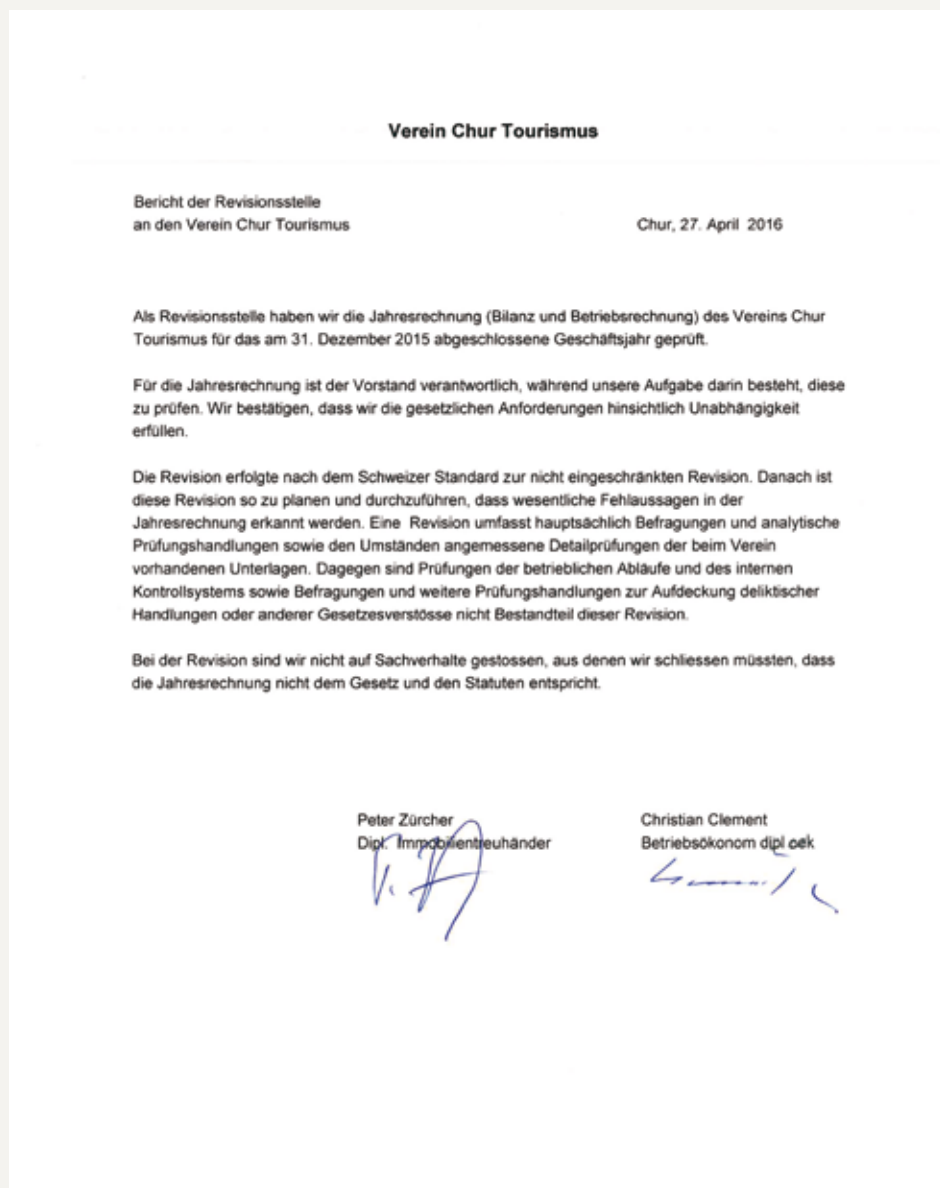 Verein Chur Tourismus
Bericht der Revisionsstelle
an den Verein Chur Tourismus
Chur, 27. April 2016
Als Revisionsstelle haben wir die Jahresrechnung (Bilanz und Betriebsrechnung) des Vereins Chur
Tourismus für das am 31. Dezember 2015 abgeschlossene Geschäftsjahr geprüft.
Für die Jahresrechnung ist der Vorstand verantwortlich, während unsere Aufgabe darin besteht, diese
zu prüfen. Wir bestätigen, dass wir die gesetzlichen Anforderungen hinsichtlich Unabhängigkeit
erfüllen.
Die Revision erfolgte nach dem Schweizer Standard zur nicht eingeschränkten Revision. Danach ist
diese Revision so zu planen und durchzuführen, dass wesentliche Fehlaussagen in der
Jahresrechnung erkannt werden. Eine Revision umfasst hauptsächlich Befragungen und analytische
Prüfungshandlungen sowie den Umständen angemessene Detailprüfungen der beim Verein
vorhandenen Unterlagen. Dagegen sind Prüfungen der betrieblichen Abläufe und des internen
Kontrollsystems sowie Befragungen und weitere Prüfungshandlungen zur Aufdeckung deliktischer
Handlungen oder anderer Gesetzesverstösse nicht Bestandteil dieser Revision.
Bei der Revision sind wir nicht auf Sachverhalte gestossen, aus denen wir schliessen müssten, dass
die Jahresrechnung nicht dem Gesetz und den Statuten entspricht.
Peter Zürcher
Dipl. Immobilientreuhänder
Christian Clement
Betriebsökonom dipl oek